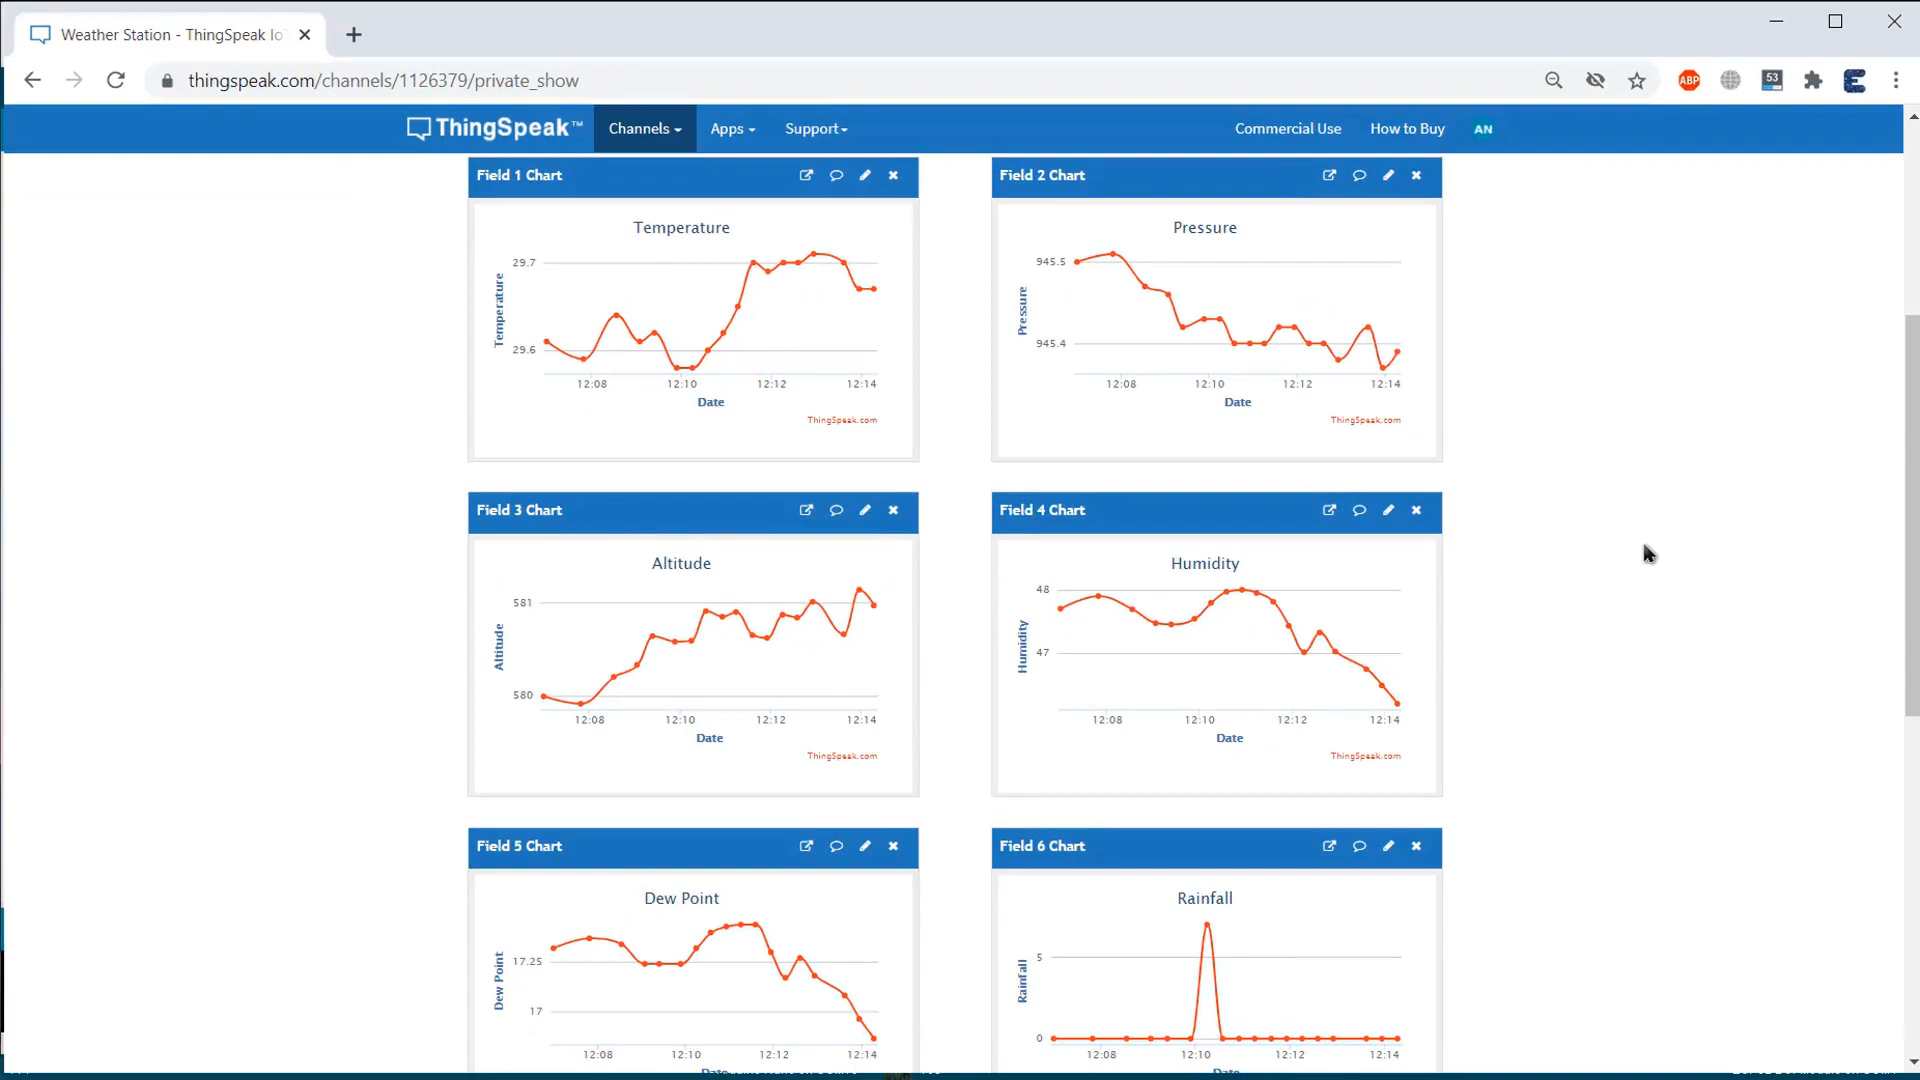 Weather Station - ThingSpeak Io
thingspeak.com/channels/1126379/private_show
ABP
53
ThingSpeak™
Channels
Apps
Support
Commercial Use
How to Buy
AN
Field 1 Chart
Temperature
Temperature
29.7
29.6
12:08
12:10
12:12
12:14
Date
ThingSpeak.com
Field 2 Chart
Pressure
Pressure
945.5
945.4
12:08
12:10
12:12
12:14
Date
ThingSpeak.com
Field 3 Chart
Altitude
Altitude
581
580
12:08
12:10
12:12
12:14
Date
ThingSpeak.com
Field 4 Chart
Humidity
Humidity
48
47
12:08
12:10
12:12
12:14
Date
ThingSpeak.com
Field 5 Chart
Dew Point
Dew Point
17.25
17
12:08
12:10
12:12
12:14
Field 6 Chart
Rainfall
Rainfall
5
0
12:08
12:10
12:12
12:14